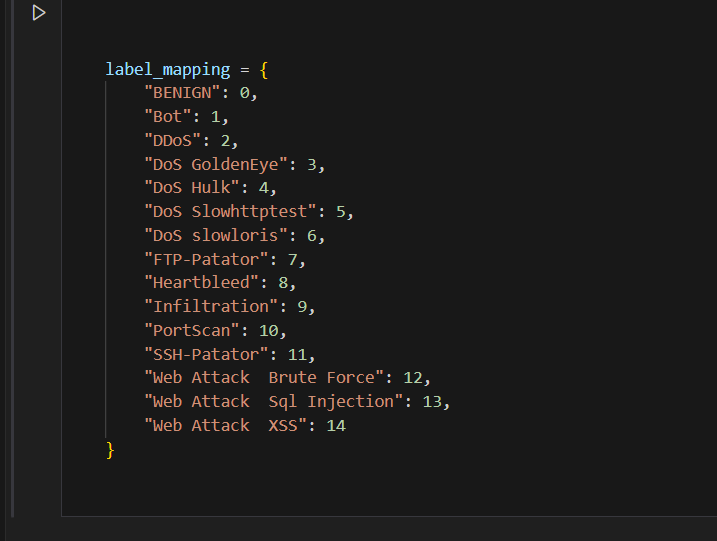 label_mapping = {
    "BENIGN": 0,
    "Bot": 1,
    "DDoS": 2,
    "DoS GoldenEye": 3,
    "DoS Hulk": 4,
    "DoS Slowhttptest": 5,
    "DoS slowloris": 6,
    "FTP-Patator": 7,
    "Heartbleed": 8,
    "Infiltration": 9,
    "PortScan": 10,
    "SSH-Patator": 11,
    "Web Attack  Brute Force": 12,
    "Web Attack  Sql Injection": 13,
    "Web Attack  XSS": 14
}